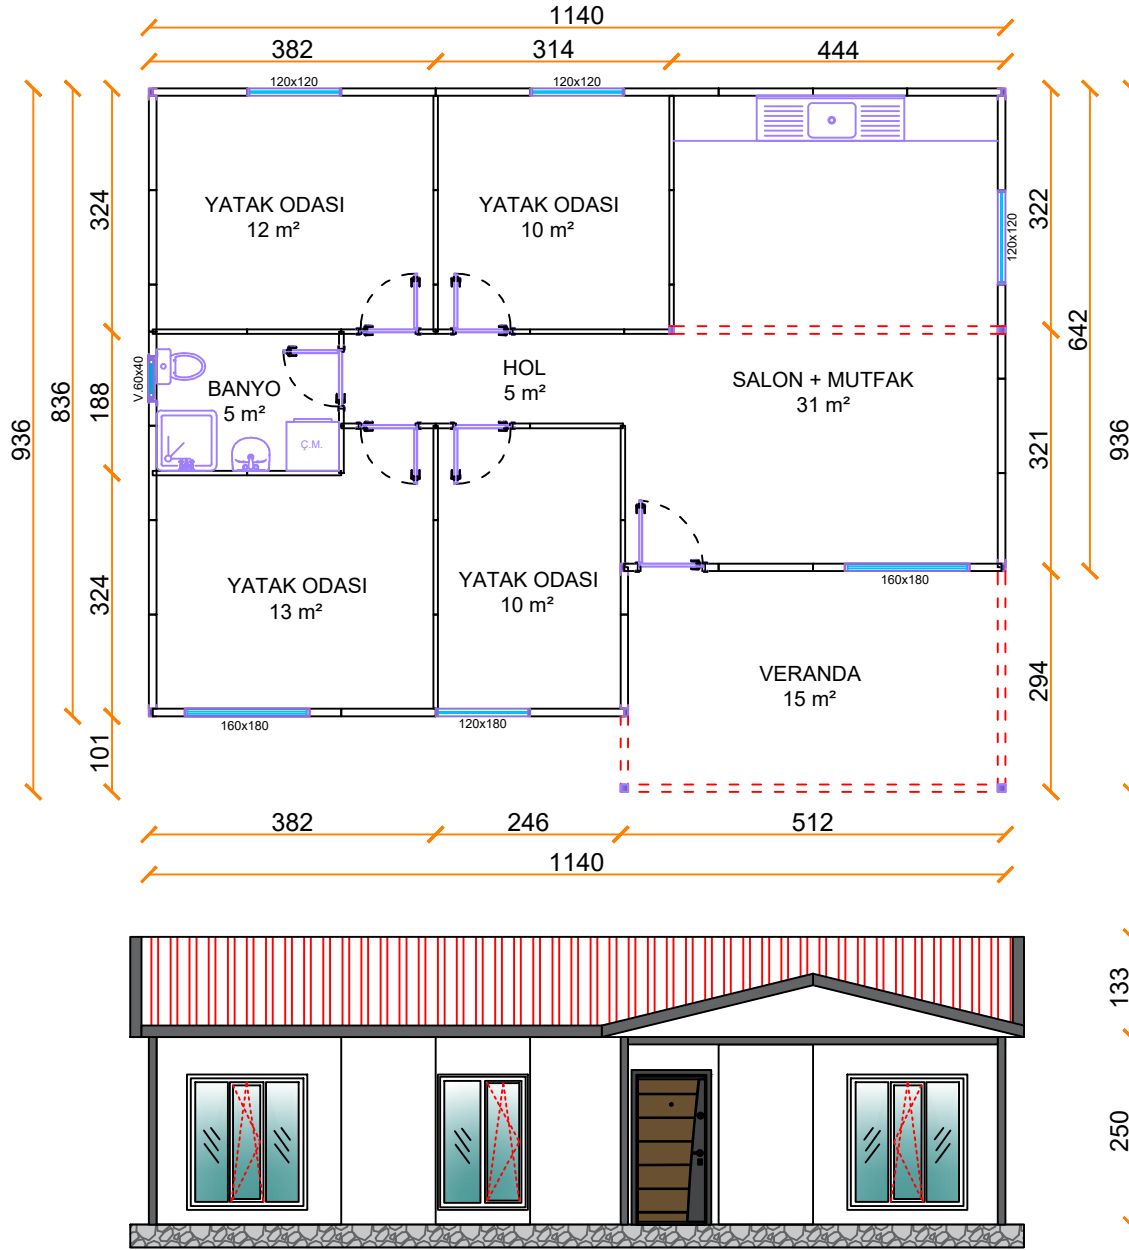 1140
382
314
444
120x120
120x120
YATAK ODASI
12 m²
YATAK ODASI
10 m²
324
322
120x120
642
HOL
5 m²
SALON + MUTFAK
31 m²
V.60x40
BANYO
5 m²
Ç.M.
188
836
936
321
936
YATAK ODASI
13 m²
YATAK ODASI
10 m²
160x180
324
VERANDA
15 m²
294
160x180
120x180
101
382
246
512
1140
133
250